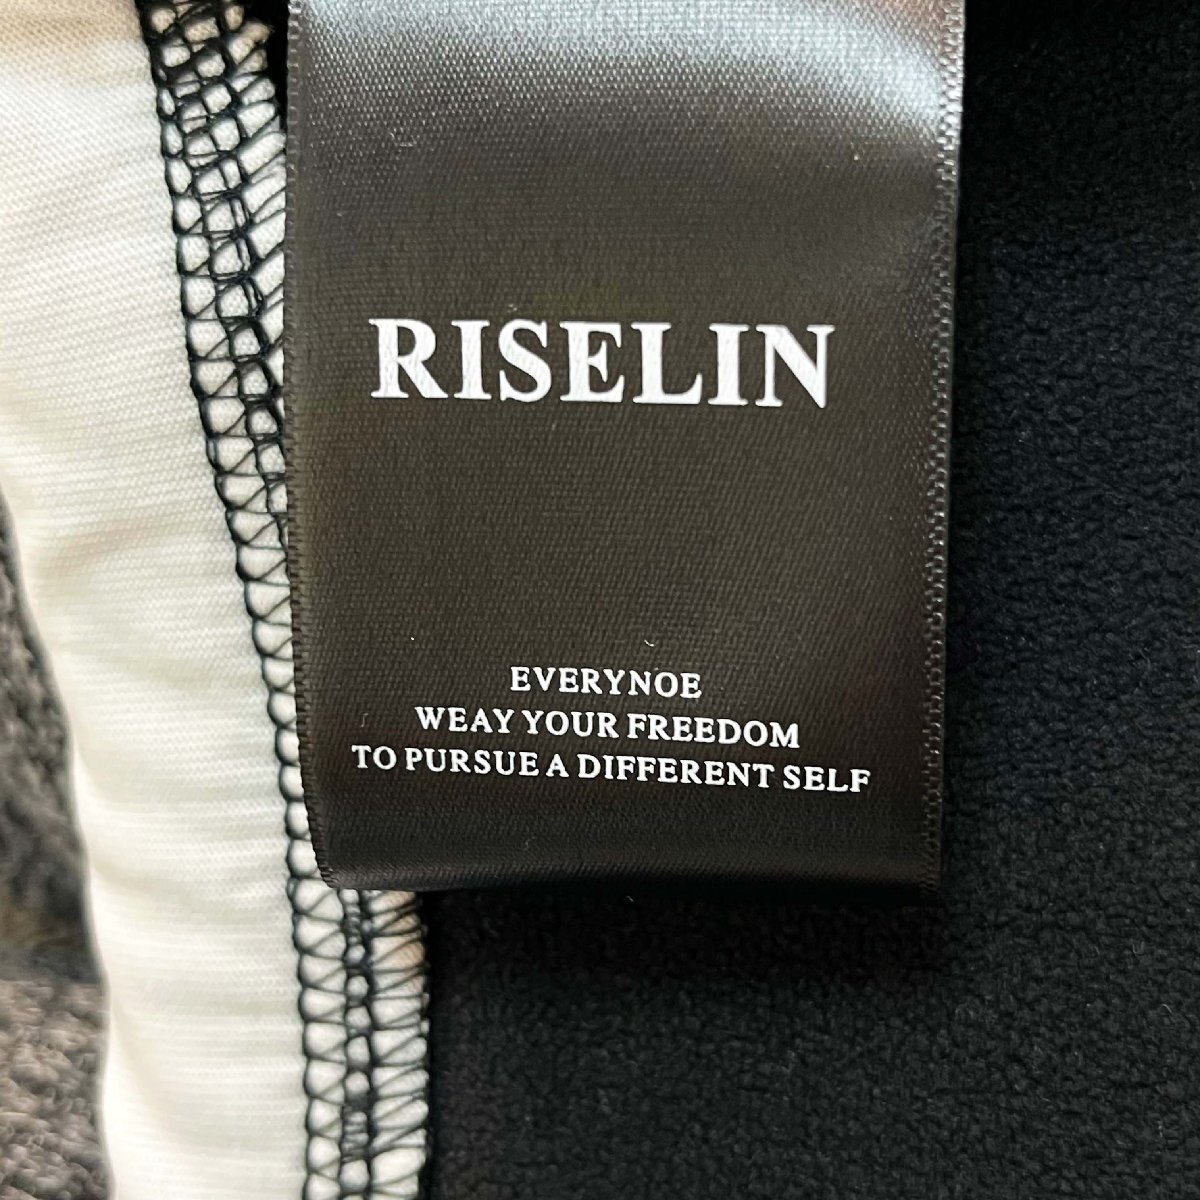 RISELIN
EVERYNOE
WEAY YOUR FREEDOM
TO PURSUE A DIFFERENT SELF